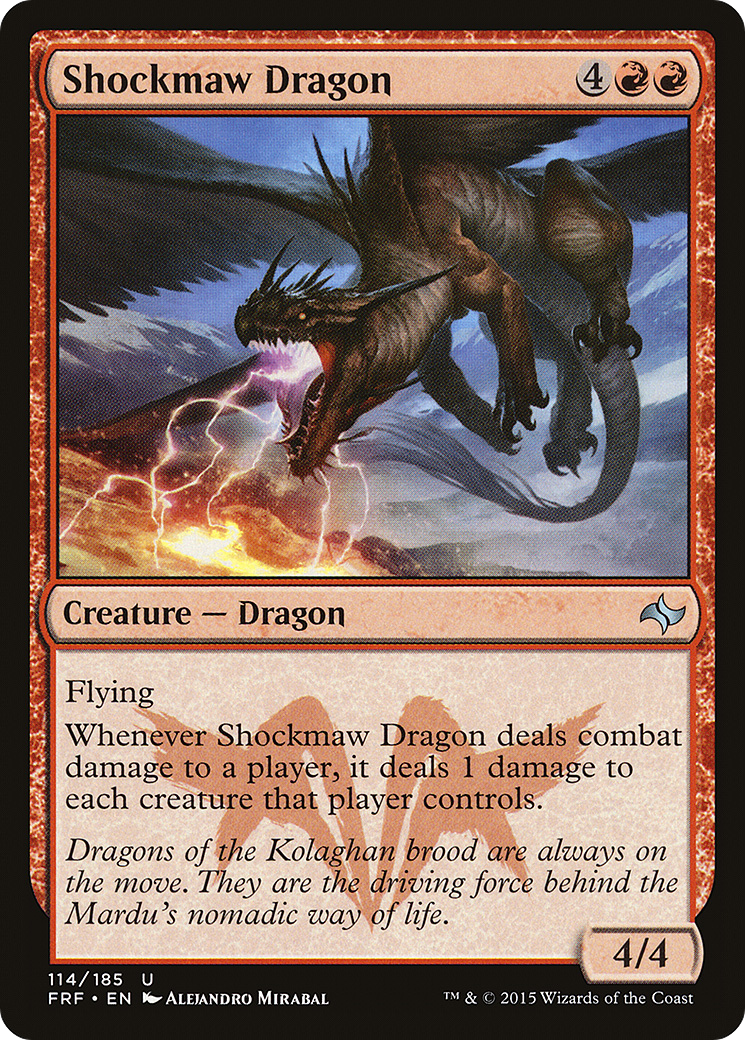 Shockmaw Dragon 4
Creature — Dragon
Flying
Whenever Shockmaw Dragon deals combat
damage to a player, it deals 1 damage to
each creature that player controls.
Dragons of the Kolaghan brood are always on
the move. They are the driving force behind the
Mardu's nomadic way of life.
4/4
114/185 U
FRF • EN Alejandro Mirabal
™ & © 2015 Wizards of the Coast